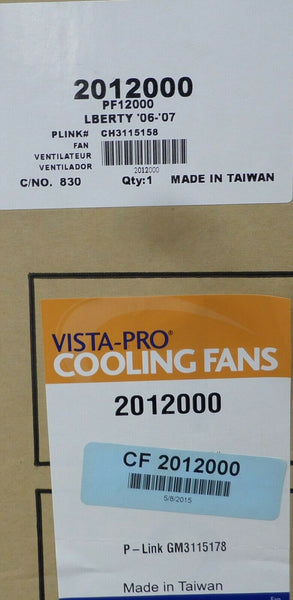 2012000
PF12000
LBERTY '06-'07
PLINK# CH3115158
FAN
VENTILATEUR
VENTILADOR
2012000
C/NO. 830 Qty:1 MADE IN TAIWAN
VISTA-PRO®
COOLING FANS
2012000
CF 2012000
5/8/2015
P-Link GM3115178
Made in Taiwan
Fan